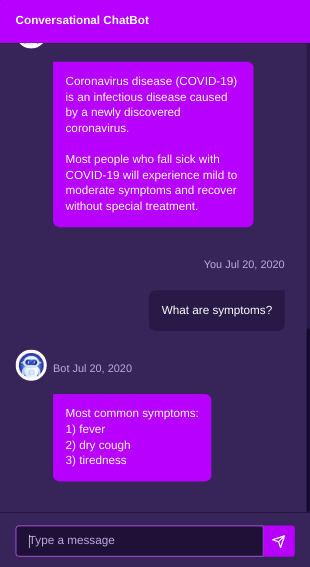 Conversational ChatBot
Coronavirus disease (COVID-19)
is an infectious disease caused
by a newly discovered
coronavirus.
Most people who fall sick with
COVID-19 will experience mild to
moderate symptoms and recover
without special treatment.
You Jul 20, 2020
What are symptoms?
Bot Jul 20, 2020
Most common symptoms:
1) fever
2) dry cough
3) tiredness
Type a message